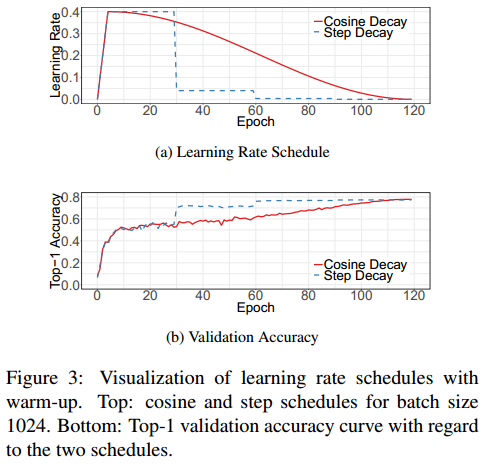 Learning Rate
0.4
0.3
0.2
0.1
0.0
Cosine Decay
Step Decay
0 20 40 60 80 100 120
Epoch
(a) Learning Rate Schedule
Top-1 Accuracy
0.8
0.6
0.4
0.2
0.0
Cosine Decay
Step Decay
0 20 40 60 80 100 120
Epoch
(b) Validation Accuracy
Figure 3: Visualization of learning rate schedules with
warm-up. Top: cosine and step schedules for batch size
1024. Bottom: Top-1 validation accuracy curve with regard
to the two schedules.